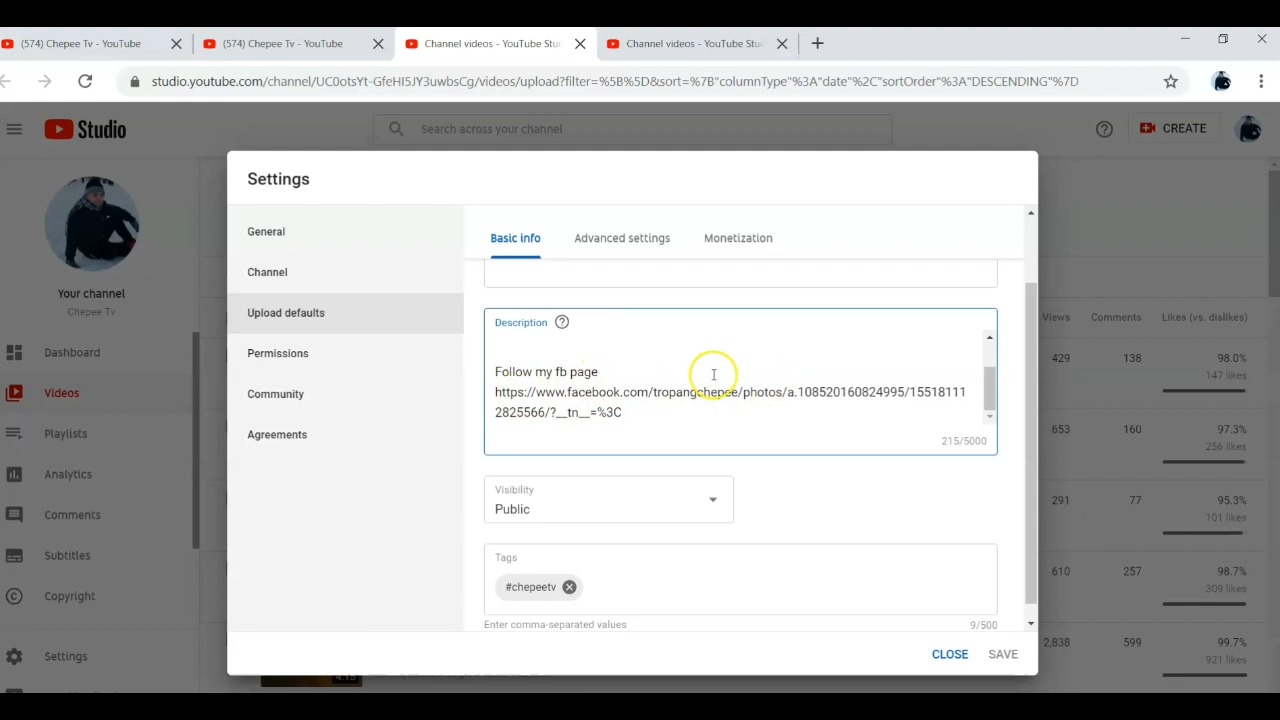 (574) Chepee Tv - YouTube
(574) Chepee Tv - YouTube
Channel videos - YouTube Stu
Channel videos - YouTube Stu
studio.youtube.com/channel/UC0otsYt-GfeHI5JY3uwbsCg/videos/upload?filter=%5B%5D&sort=%7B"columnType"%3A"date"%2C"sortOrder"%3A"DESCENDING"%7D
Studio
Search across your channel
CREATE
Your channel
Chepee Tv
Dashboard
Videos
Playlists
Analytics
Comments
Subtitles
Copyright
Settings
Settings
General
Channel
Upload defaults
Permissions
Community
Agreements
Basic info
Advanced settings
Monetization
Description
Follow my fb page
https://www.facebook.com/tropangchepee/photos/a.108520160824995/15518111
2825566/?__tn__=%3C
215/5000
Visibility
Public
Tags
#chepeetv
Enter comma-separated values
9/500
CLOSE
SAVE
Views
Comments
Likes (vs. dislikes)
429
138
98.0%
147 likes
653
160
97.3%
256 likes
291
77
95.3%
101 likes
610
257
98.7%
309 likes
2,838
599
99.7%
921 likes
4:15